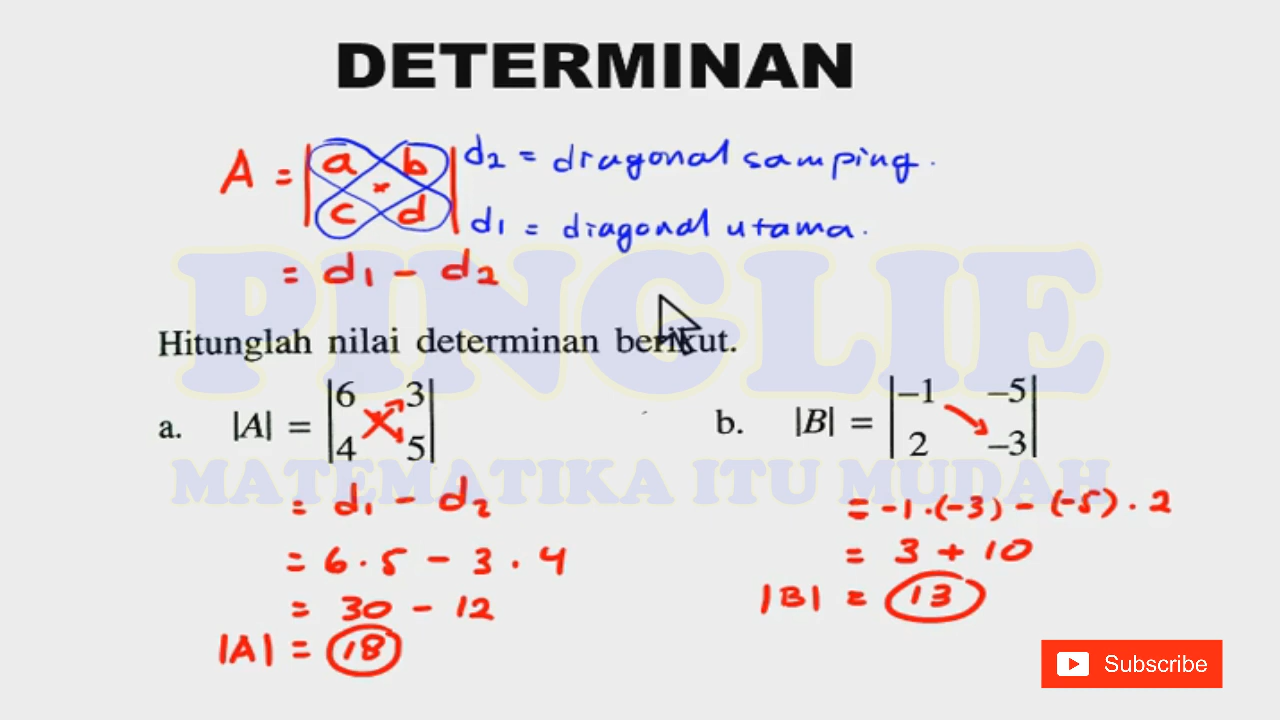 DETERMINAN
A = |a b| d2 = diagonal samping.
|c d| d1 = diagonal utama.
= d1 - d2
PINGLIE
Hitunglah nilai determinan berikut.
a. |A| = |6 3|
|4 5|
b. |B| = |–1 –5|
|2 –3|
MATEMATIKA ITU MUDAH
= d1 - d2
= 6 . 5 - 3 . 4
= 30 - 12
|A| = 18
= -1 . (-3) - (-5) . 2
= 3 + 10
|B| = 13
Subscribe